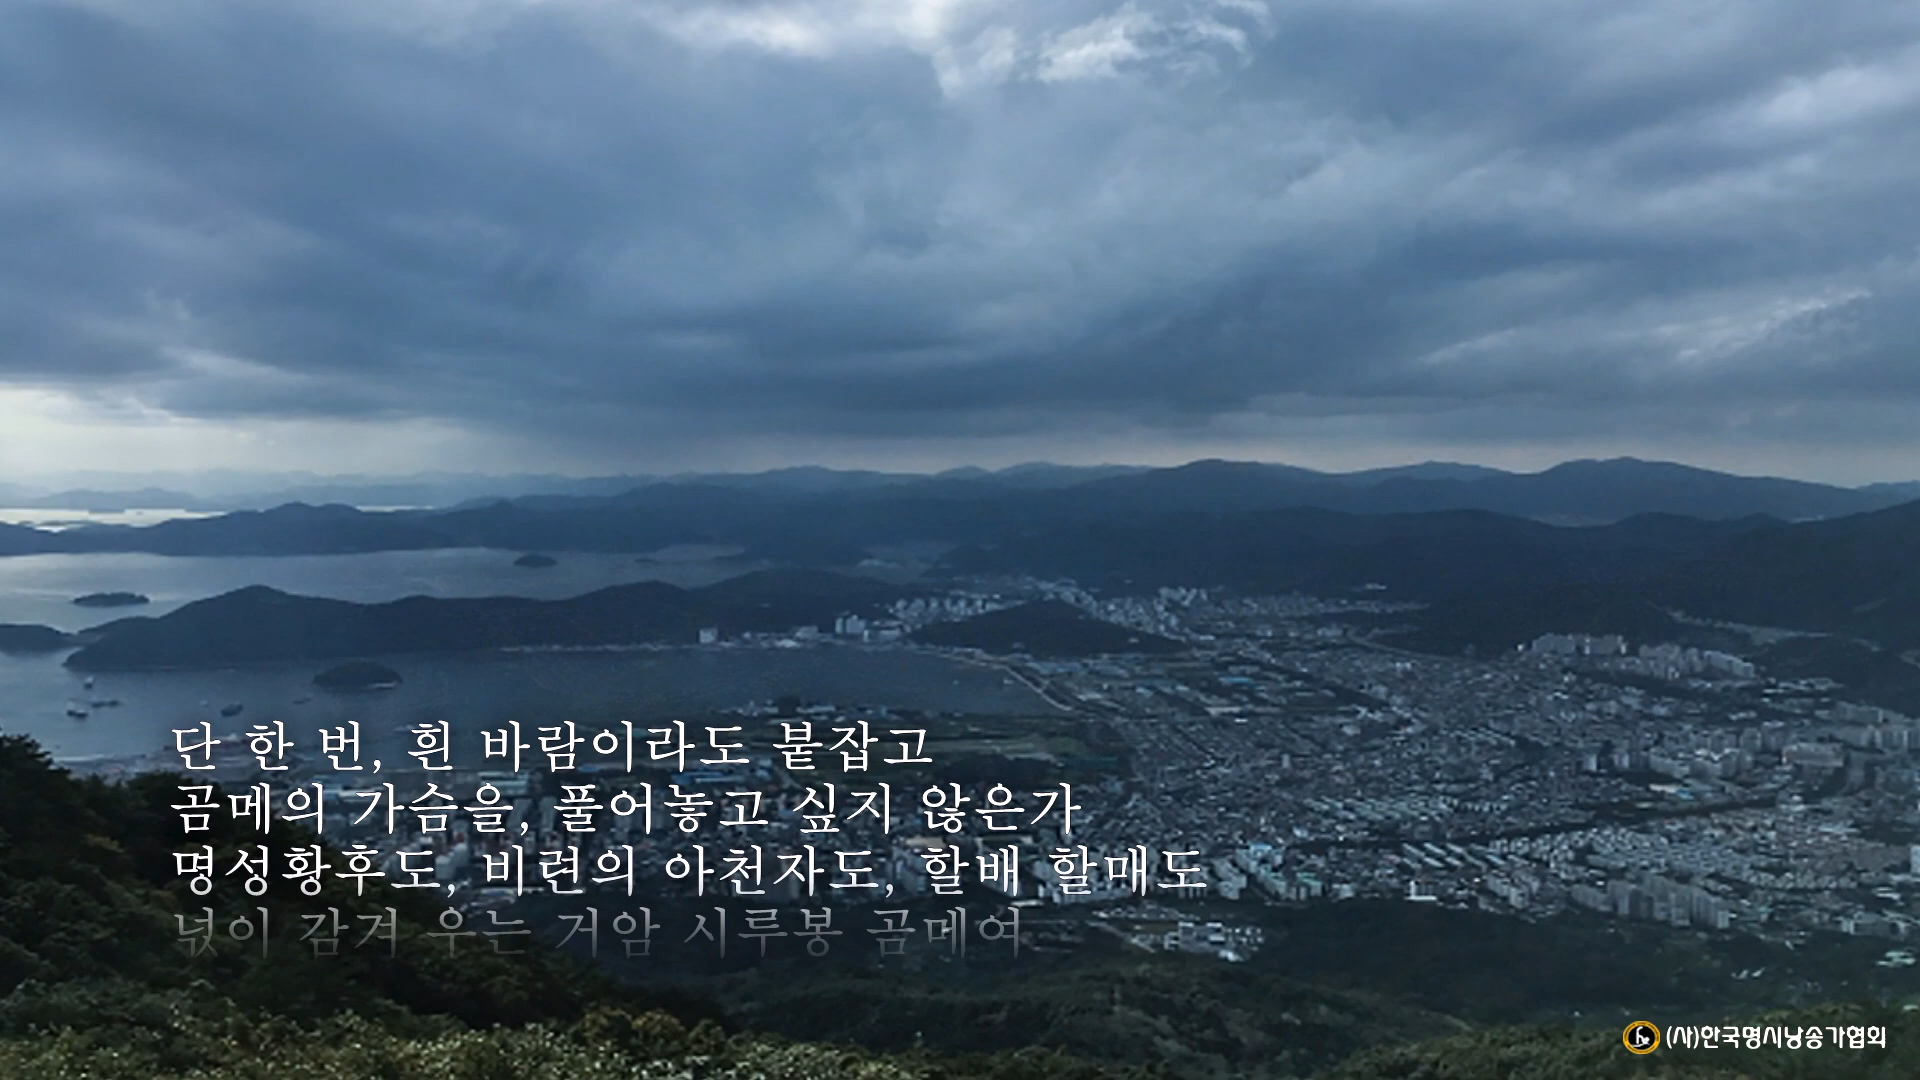 단 한 번, 흰 바람이라도 붙잡고
곰메의 가슴을, 풀어놓고 싶지 않은가
명성황후도, 비련의 아천자도, 할배 할매도
넋이 감겨 우는 거암 시루봉 곰메여
(사)한국명시낭송가협회